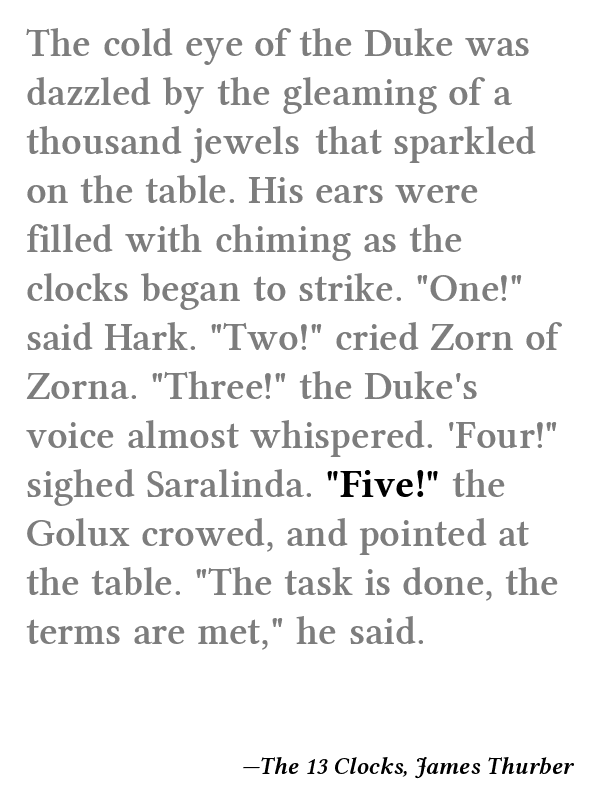 The cold eye of the Duke was
dazzled by the gleaming of a
thousand jewels that sparkled
on the table. His ears were
filled with chiming as the
clocks began to strike. "One!"
said Hark. "Two!" cried Zorn of
Zorna. "Three!" the Duke's
voice almost whispered. 'Four!"
sighed Saralinda. "Five!" the
Golux crowed, and pointed at
the table. "The task is done, the
terms are met," he said.
—The 13 Clocks, James Thurber